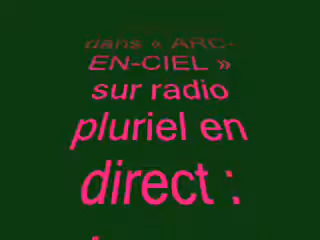 dans « ARC-
EN-CIEL »
sur radio
pluriel en
direct :